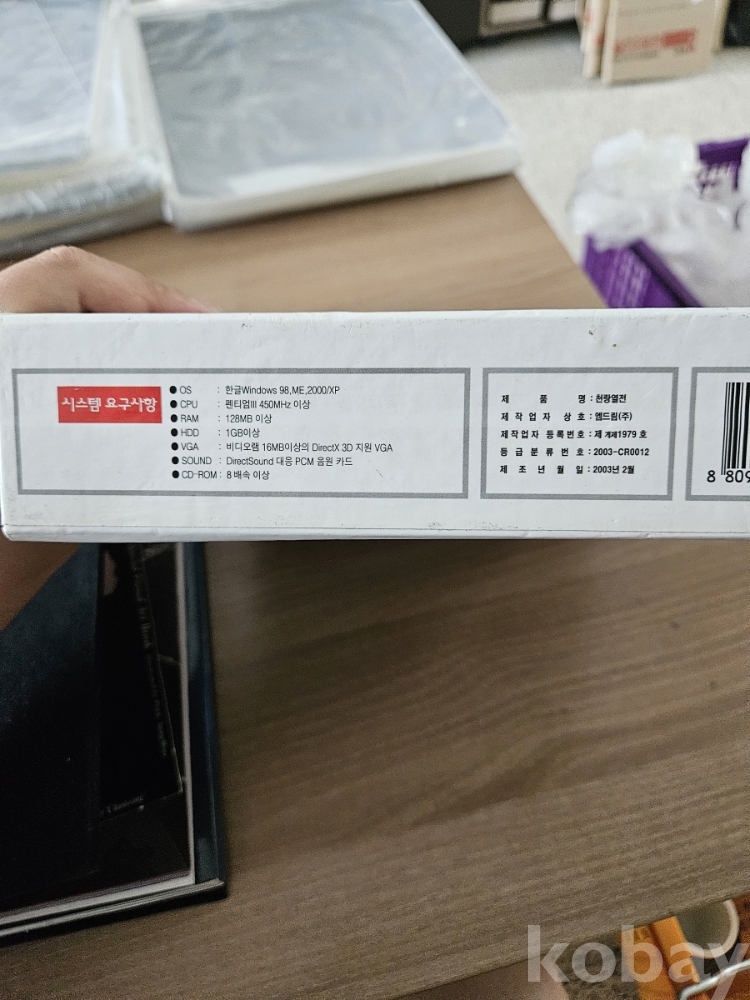 시스템 요구사항
● OS : 한글Windows 98,ME,2000/XP
● CPU : 펜티엄III 450MHz 이상
● RAM : 128MB 이상
● HDD : 1GB이상
● VGA : 비디오램 16MB이상의 DirectX 3D 지원 VGA
● SOUND : DirectSound 대응 PCM 음원 카드
● CD-ROM : 8배속 이상
제 품 명 : 천랑열전
제 작 업 자 상 호 : 엠드림(주)
제작업자 등록번호 : 제 계제1979 호
등 급 분 류 번 호 : 2003-CR0012
제 조 년 월 일 : 2003년 2월
8 809
kobay